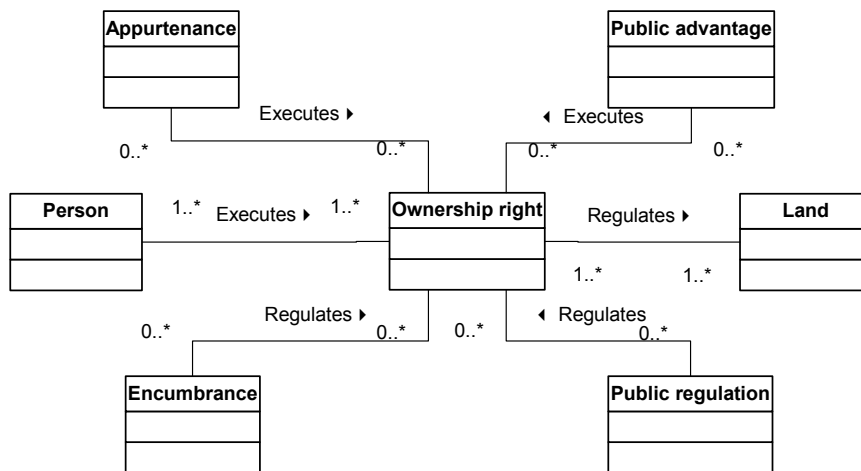 Appurtenance
Public advantage
Executes ▸
◂ Executes
0..*
0..*
0..*
0..*
Person
1..*
Executes ▸
1..*
Ownership right
Regulates ▸
Land
1..*
1..*
Regulates ▸
◂ Regulates
0..*
0..*
0..*
0..*
Encumbrance
Public regulation